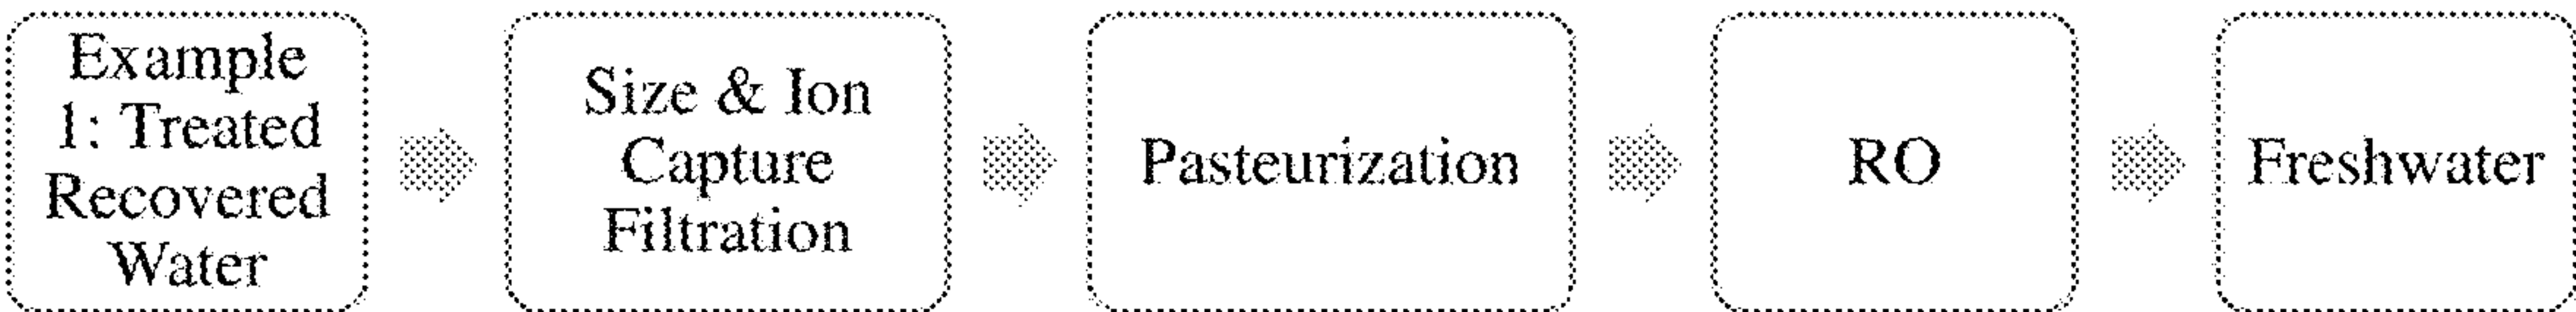 Example
1: Treated
Recovered
Water
Size & Ion
Capture
Filtration
Pasteurization
RO
Freshwater